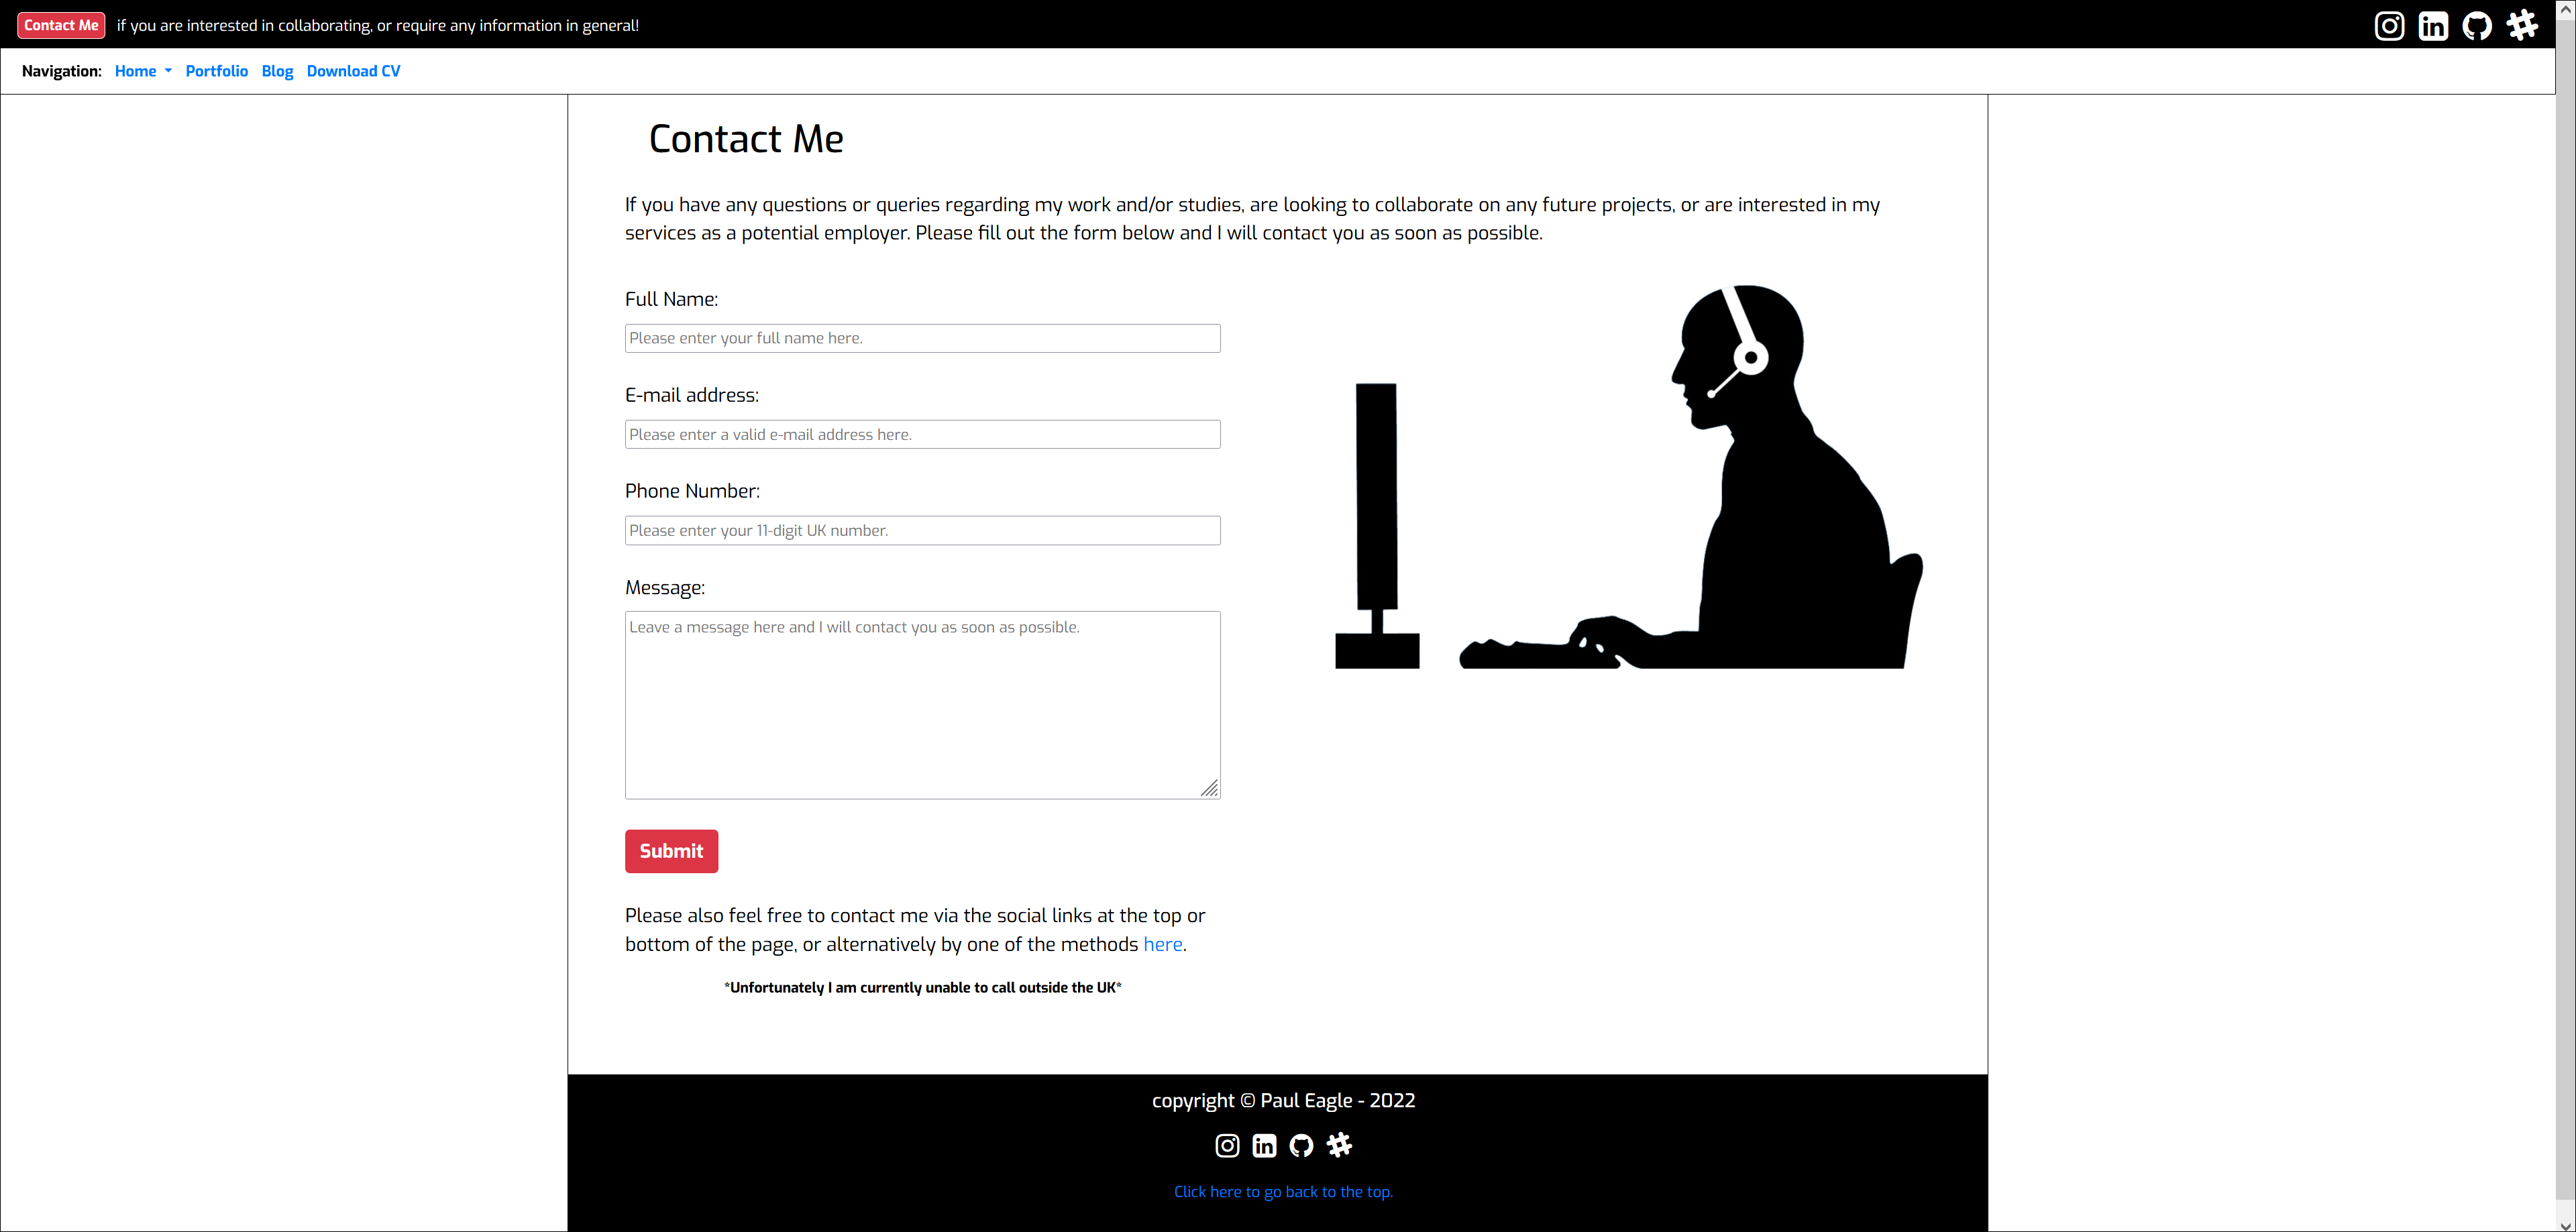 Contact Me if you are interested in collaborating, or require any information in general!
Navigation: Home Portfolio Blog Download CV
Contact Me
If you have any questions or queries regarding my work and/or studies, are looking to collaborate on any future projects, or are interested in my
services as a potential employer. Please fill out the form below and I will contact you as soon as possible.
Full Name:
Please enter your full name here.
E-mail address:
Please enter a valid e-mail address here.
Phone Number:
Please enter your 11-digit UK number.
Message:
Leave a message here and I will contact you as soon as possible.
Submit
Please also feel free to contact me via the social links at the top or
bottom of the page, or alternatively by one of the methods here.
*Unfortunately I am currently unable to call outside the UK*
copyright © Paul Eagle - 2022
Click here to go back to the top.